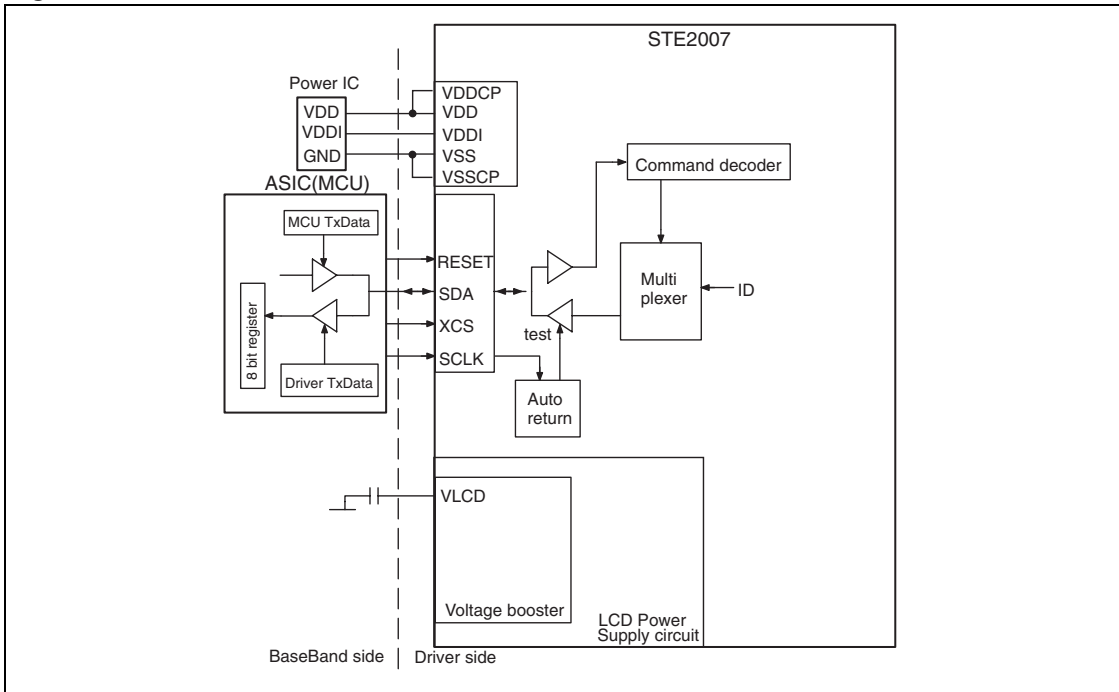 STE2007
Power IC
VDD
VDDI
GND
VDDCP
VDD
VDDI
VSS
VSSCP
ASIC(MCU)
MCU TxData
8 bit register
Driver TxData
RESET
SDA
XCS
SCLK
Command decoder
Multi
plexer
ID
test
Auto
return
VLCD
Voltage booster
LCD Power
Supply circuit
BaseBand side
Driver side